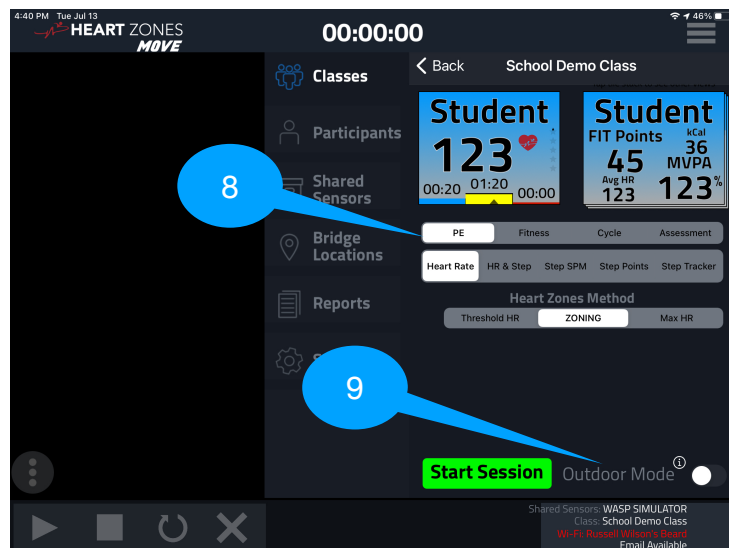 4:40 PM Tue Jul 13
46%
HEART ZONES
MOVE
00:00:00
Classes
Participants
Shared
Sensors
Bridge
Locations
Reports
S
8
9
Back
School Demo Class
Student
123
00:20 01:20 00:00
Student
FIT Points
45
kCal
36
MVPA
Avg HR
123
123%
PE Fitness Cycle Assessment
Heart Rate HR & Step Step SPM Step Points Step Tracker
Heart Zones Method
Threshold HR ZONING Max HR
Start Session
Outdoor Mode
Shared Sensors: WASP SIMULATOR
Class: School Demo Class
Wi-Fi: Russell Wilson's Beard
Email Available